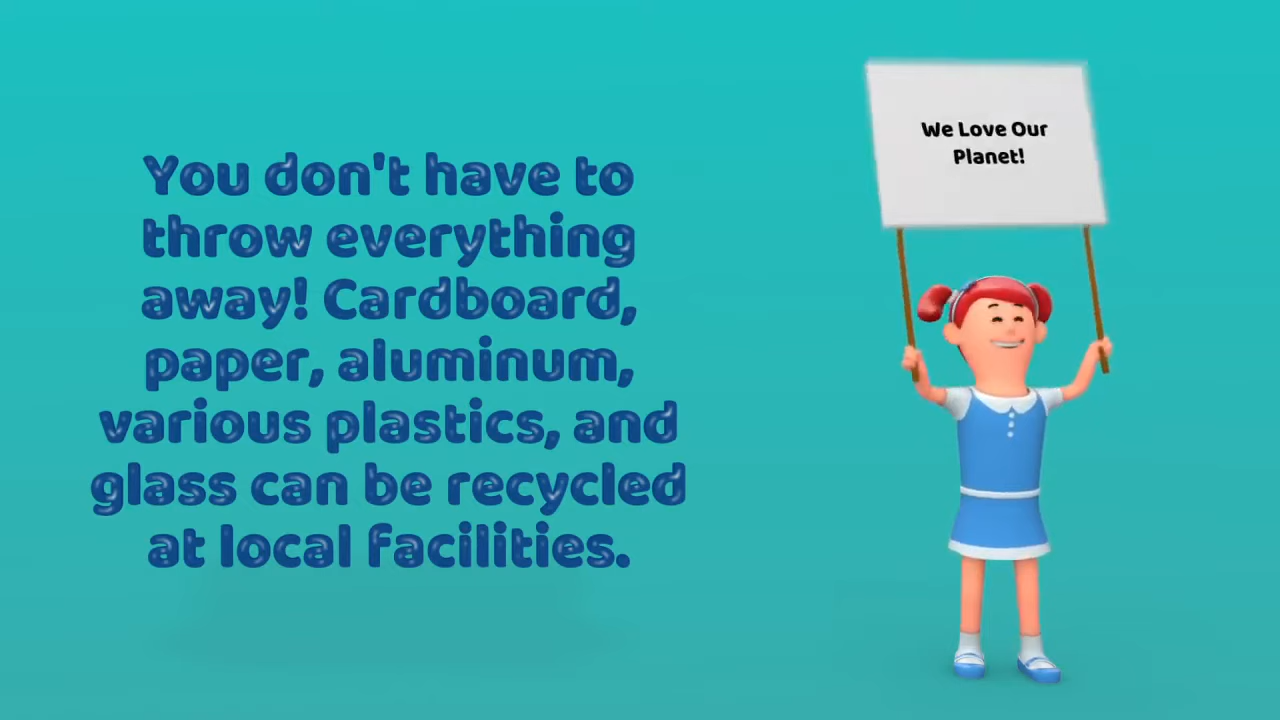 You don't have to
throw everything
away! Cardboard,
paper, aluminum,
various plastics, and
glass can be recycled
at local facilities.
We Love Our
Planet!